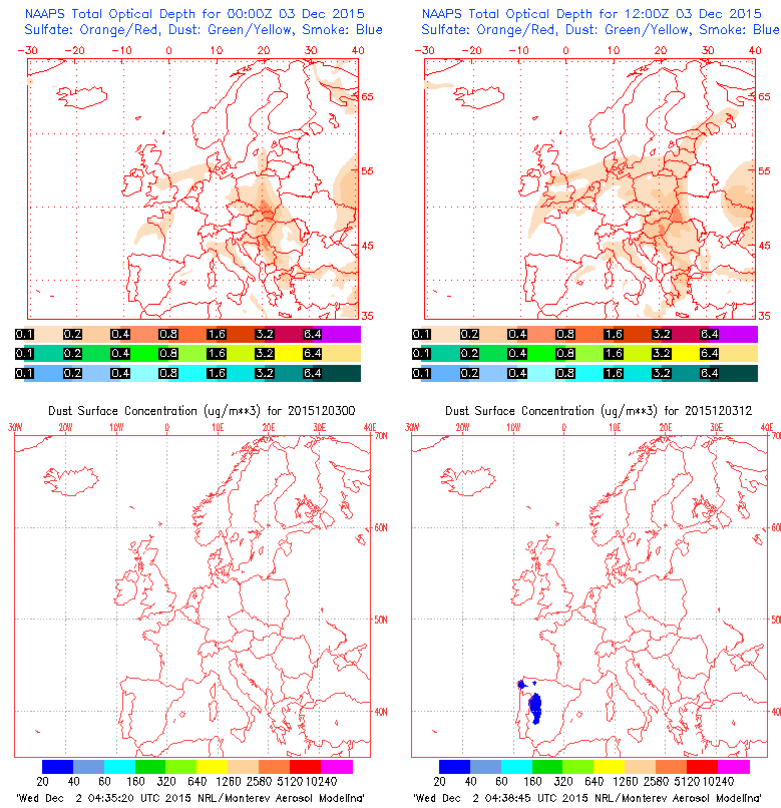 NAAPS Total Optical Depth for 00:00Z 03 Dec 2015
Sulfate: Orange/Red, Dust: Green/Yellow, Smoke: Blue
-30 -20 -10 0 10 20 30 40
65
55
45
35
0.1 0.2 0.4 0.8 1.6 3.2 6.4
0.1 0.2 0.4 0.8 1.6 3.2 6.4
0.1 0.2 0.4 0.8 1.6 3.2 6.4
NAAPS Total Optical Depth for 12:00Z 03 Dec 2015
Sulfate: Orange/Red, Dust: Green/Yellow, Smoke: Blue
-30 -20 -10 0 10 20 30 40
65
55
45
35
0.1 0.2 0.4 0.8 1.6 3.2 6.4
0.1 0.2 0.4 0.8 1.6 3.2 6.4
0.1 0.2 0.4 0.8 1.6 3.2 6.4
Dust Surface Concentration (ug/m**3) for 2015120300
30W 20W 10W 0 10E 20E 30E 40E
70N
60N
50N
40N
20 40 60 160 320 640 1260 2580 5120 10240
'Wed Dec 2 04:35:20 UTC 2015 NRL/Monterey Aerosol Modeling'
Dust Surface Concentration (ug/m**3) for 2015120312
30W 20W 10W 0 10E 20E 30E 40E
70N
60N
50N
40N
20 40 60 160 320 640 1260 2580 5120 10240
'Wed Dec 2 04:38:45 UTC 2015 NRL/Monterey Aerosol Modeling'